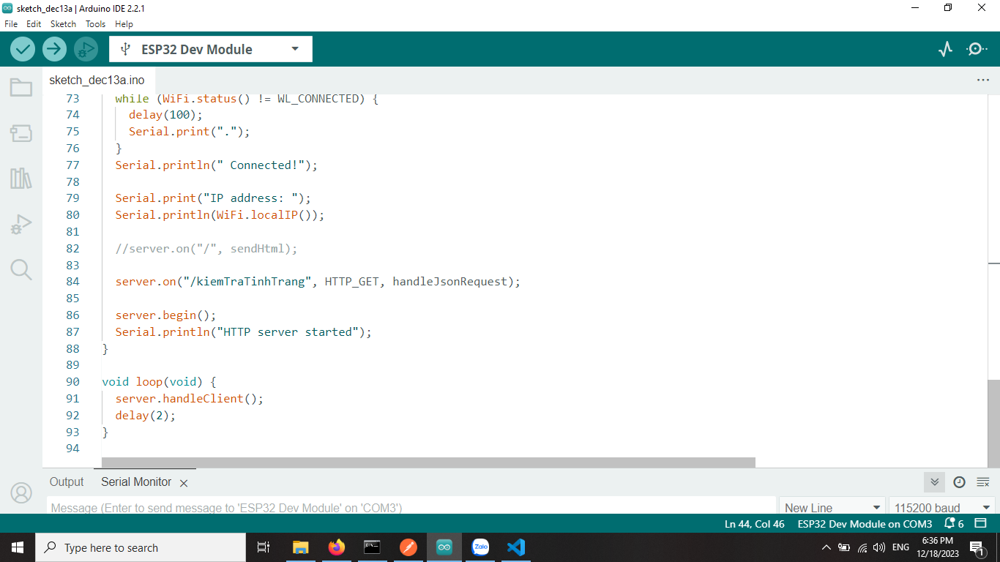 sketch_dec13a | Arduino IDE 2.2.1
File Edit Sketch Tools Help
ESP32 Dev Module
sketch_dec13a.ino
73 while (WiFi.status() != WL_CONNECTED) {
74 delay(100);
75 Serial.print(".");
76 }
77 Serial.println(" Connected!");
78
79 Serial.print("IP address: ");
80 Serial.println(WiFi.localIP());
81
82 //server.on("/", sendHtml);
83
84 server.on("/kiemTraTinhTrang", HTTP_GET, handleJsonRequest);
85
86 server.begin();
87 Serial.println("HTTP server started");
88 }
89
90 void loop(void) {
91 server.handleClient();
92 delay(2);
93 }
94
Output Serial Monitor
Message (Enter to send message to 'ESP32 Dev Module' on 'COM3') New Line 115200 baud
Ln 44, Col 46 ESP32 Dev Module on COM3 6
Type here to search
Zalo
ENG
6:36 PM
12/18/2023
1